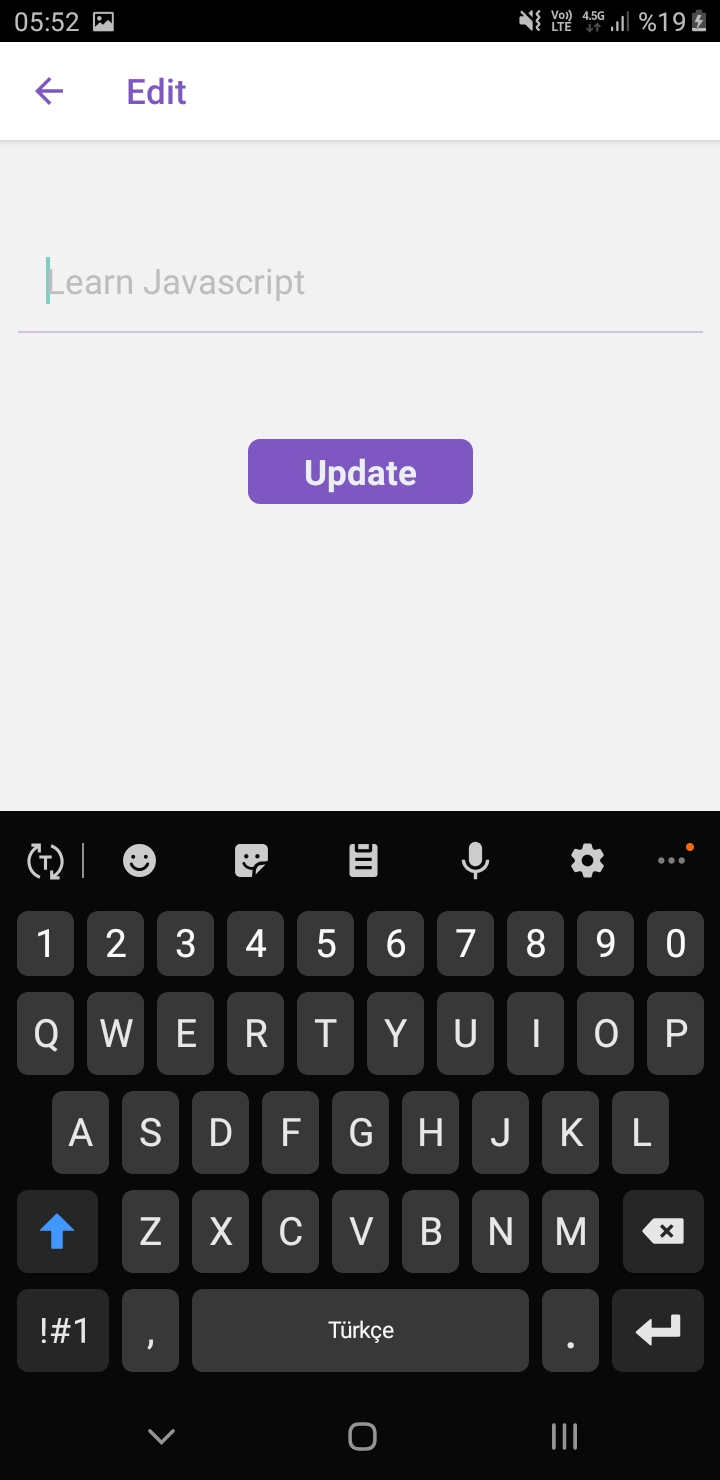 05:52 Vo)) LTE 4.5G %19
Edit
Learn Javascript
Update
T
1 2 3 4 5 6 7 8 9 0
Q W E R T Y U I O P
A S D F G H J K L
Z X C V B N M
!#1 , Türkçe .